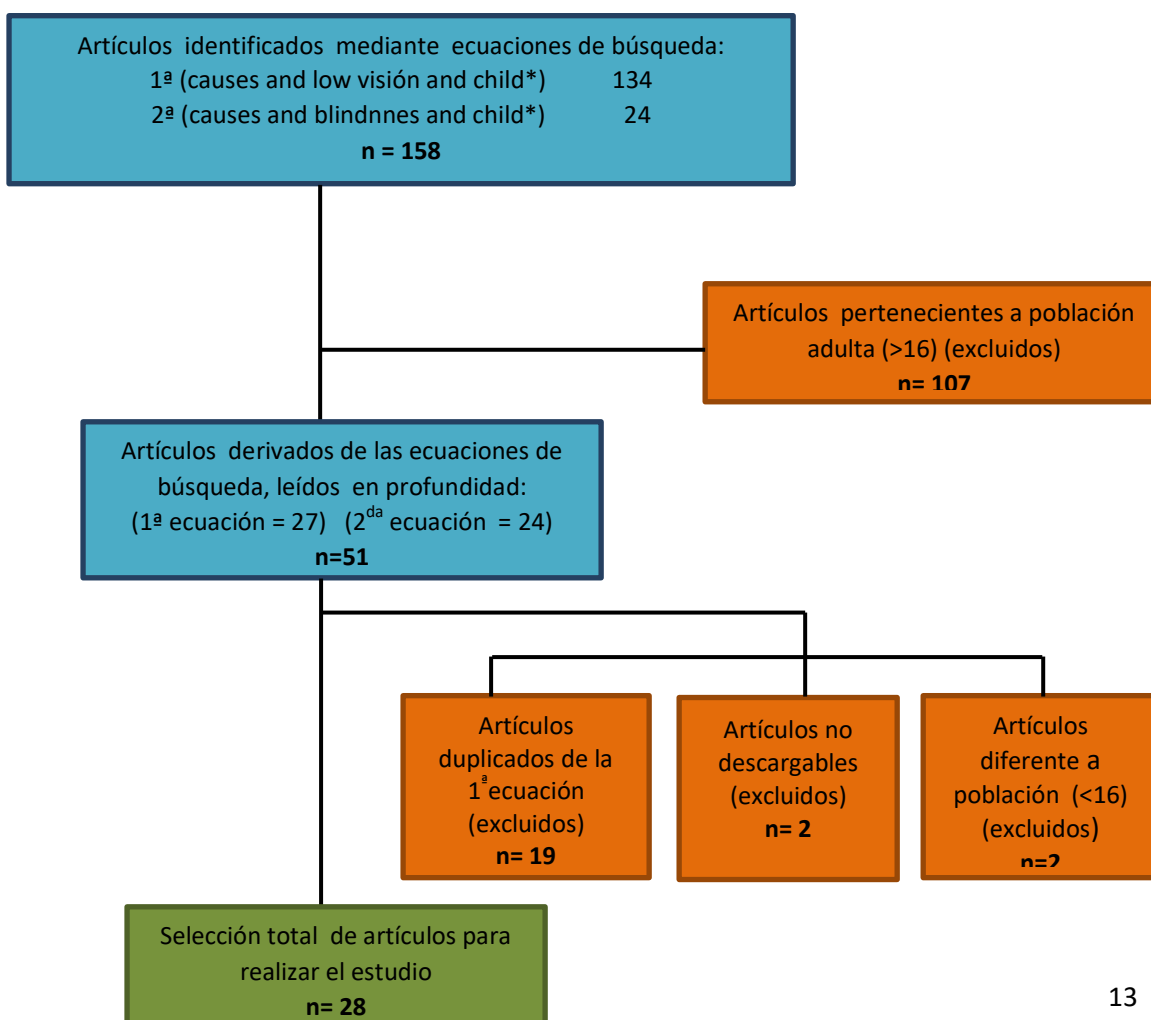 Artículos identificados mediante ecuaciones de búsqueda:
1ª (causes and low visión and child*) 134
2ª (causes and blindnnes and child*) 24
n = 158
Artículos pertenecientes a población
adulta (>16) (excluidos)
n= 107
Artículos derivados de las ecuaciones de
búsqueda, leídos en profundidad:
(1ª ecuación = 27) (2da ecuación = 24)
n=51
Artículos
duplicados de la
1ªecuación
(excluidos)
n= 19
Artículos no
descargables
(excluidos)
n= 2
Artículos
diferente a
población (<16)
(excluidos)
n=2
Selección total de artículos para
realizar el estudio
n= 28
13